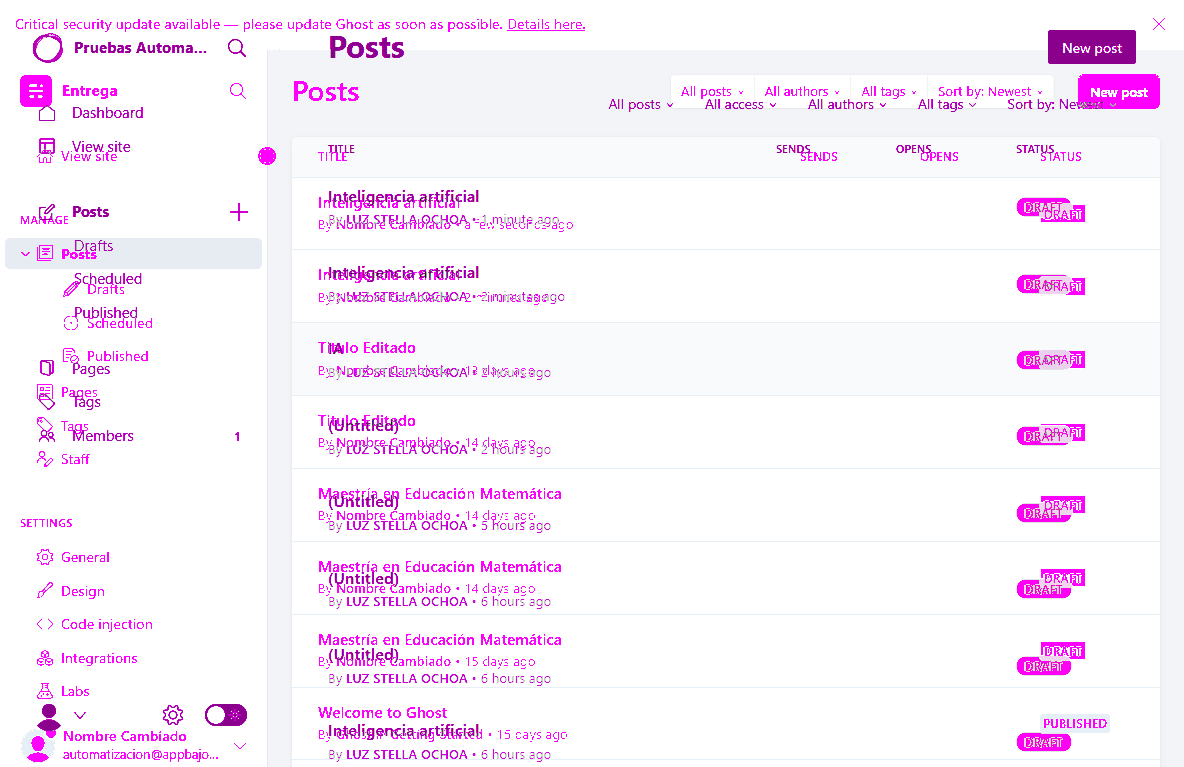 Critical security update available — please update Ghost as soon as possible. Details here.
Pruebas Automa...
Posts
New post
Entrega
Posts
All posts
All authors
All tags
Sort by: Newest
New post
All posts
All access
All authors
All tags
Sort by: Newest
Dashboard
View site
View site
TITLE
SENDS
OPENS
STATUS
TITLE
SENDS
OPENS
STATUS
Posts
MANAGE
Posts
Drafts
Scheduled
Drafts
Published
Scheduled
Published
Pages
Pages
Tags
Tags
Members
1
Staff
SETTINGS
General
Design
Code injection
Integrations
Labs
Nombre Cambiado
automatizacion@appbajo...
Inteligencia artificial
Inteligencia artificial
By LUZ STELLA OCHOA • 1 minute ago
By Nombre Cambiado • a few seconds ago
DRAFT
DRAFT
Inteligencia artificial
Inteligencia artificial
By LUZ STELLA OCHOA
By Nombre Cambiado • 2 minutes ago
DRAFT
DRAFT
Titulo Editado
IA
By Nombre Cambiado
By LUZ STELLA OCHOA • 2 hours ago
DRAFT
DRAFT
Titulo Editado
(Untitled)
By Nombre Cambiado • 14 days ago
By LUZ STELLA OCHOA • 2 hours ago
DRAFT
DRAFT
Maestría en Educación Matemática
(Untitled)
By Nombre Cambiado • 14 days ago
By LUZ STELLA OCHOA • 5 hours ago
DRAFT
DRAFT
Maestría en Educación Matemática
(Untitled)
By Nombre Cambiado • 14 days ago
By LUZ STELLA OCHOA • 6 hours ago
DRAFT
DRAFT
Maestría en Educación Matemática
(Untitled)
By Nombre Cambiado • 15 days ago
By LUZ STELLA OCHOA • 6 hours ago
DRAFT
DRAFT
Welcome to Ghost
Inteligencia artificial
By Ghost in Getting Started • 15 days ago
By LUZ STELLA OCHOA • 6 hours ago
PUBLISHED
DRAFT